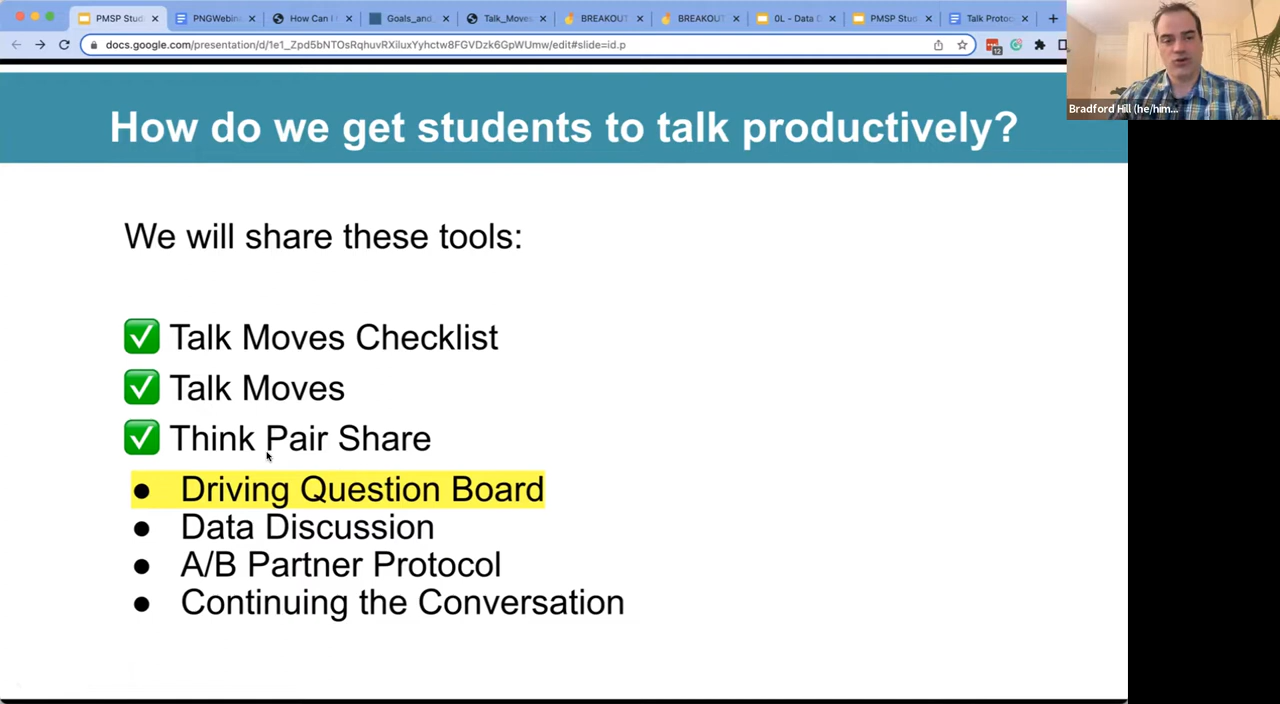 PMSP Stud
PNGWebin
How Can I
Goals_and
Talk_Moves
BREAKOUT
BREAKOUT
0L - Data D
PMSP Stud
Talk Protoc
docs.google.com/presentation/d/1e1_Zpd5bNTOsRqhuvRXiluxYyhctw8FGVDzk6GpWUmw/edit#slide=id.p
12
Bradford Hill (he/him...
How do we get students to talk productively?
We will share these tools:
✅ Talk Moves Checklist
✅ Talk Moves
✅ Think Pair Share
● Driving Question Board
● Data Discussion
● A/B Partner Protocol
● Continuing the Conversation